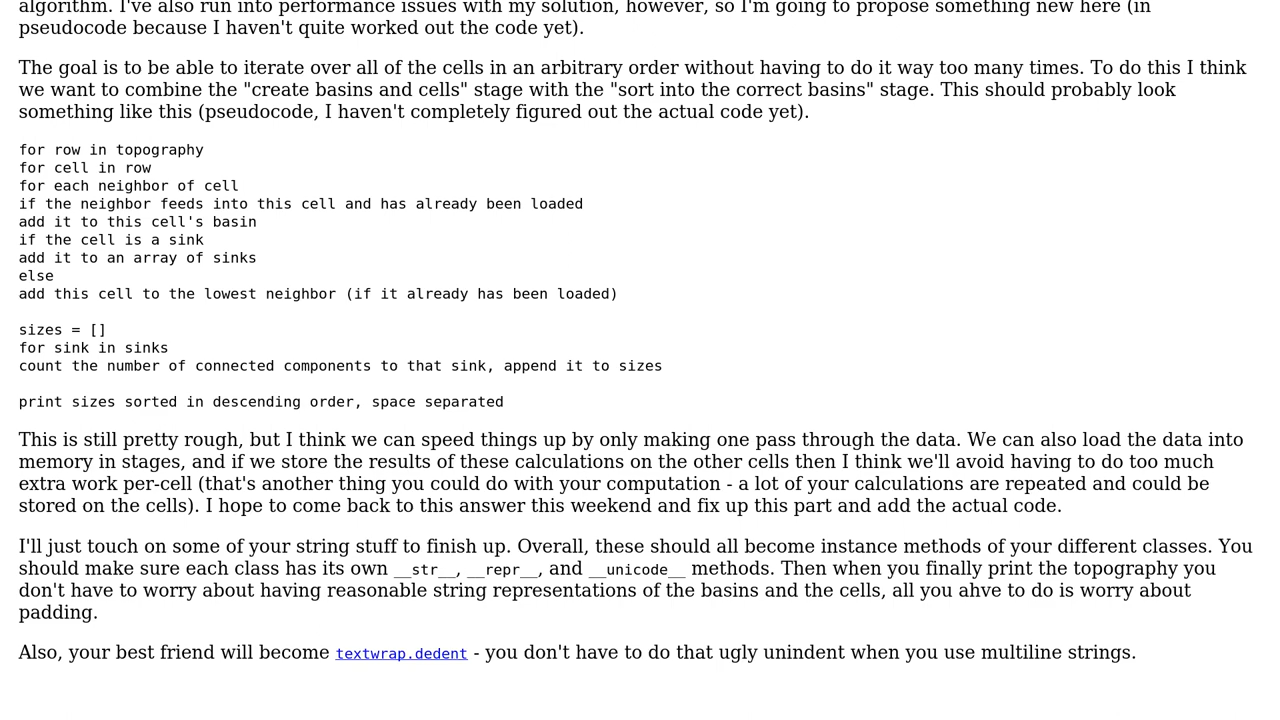 algorithm. I've also run into performance issues with my solution, however, so I'm going to propose something new here (in
pseudocode because I haven't quite worked out the code yet).
The goal is to be able to iterate over all of the cells in an arbitrary order without having to do it way too many times. To do this I think
we want to combine the "create basins and cells" stage with the "sort into the correct basins" stage. This should probably look
something like this (pseudocode, I haven't completely figured out the actual code yet).
for row in topography
for cell in row
for each neighbor of cell
if the neighbor feeds into this cell and has already been loaded
add it to this cell's basin
if the cell is a sink
add it to an array of sinks
else
add this cell to the lowest neighbor (if it already has been loaded)
sizes = []
for sink in sinks
count the number of connected components to that sink, append it to sizes
print sizes sorted in descending order, space separated
This is still pretty rough, but I think we can speed things up by only making one pass through the data. We can also load the data into
memory in stages, and if we store the results of these calculations on the other cells then I think we'll avoid having to do too much
extra work per-cell (that's another thing you could do with your computation - a lot of your calculations are repeated and could be
stored on the cells). I hope to come back to this answer this weekend and fix up this part and add the actual code.
I'll just touch on some of your string stuff to finish up. Overall, these should all become instance methods of your different classes. You
should make sure each class has its own __str__, __repr__, and __unicode__ methods. Then when you finally print the topography you
don't have to worry about having reasonable string representations of the basins and the cells, all you ahve to do is worry about
padding.
Also, your best friend will become textwrap.dedent - you don't have to do that ugly unindent when you use multiline strings.